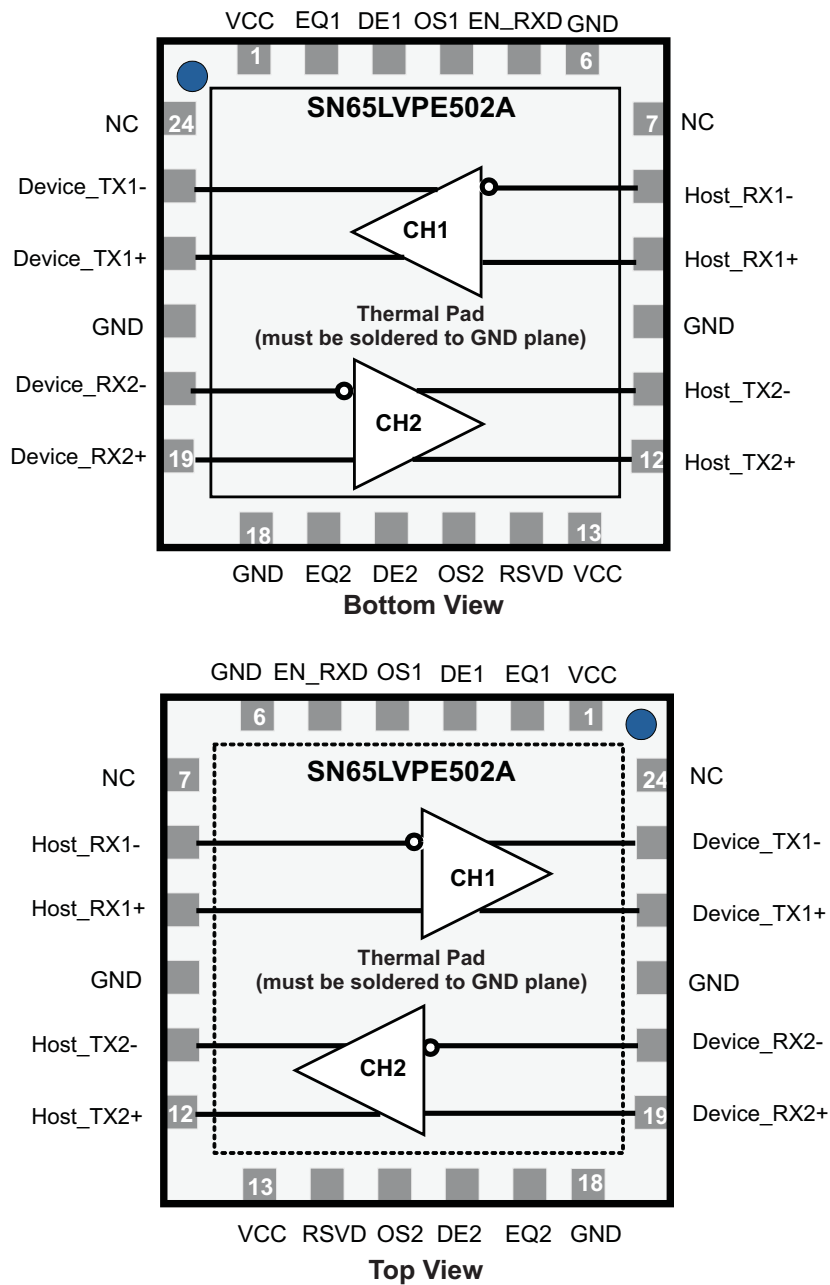 VCC EQ1 DE1 OS1 EN_RXD GND
1 6
SN65LVPE502A
NC 24 7 NC
Device_TX1- Host_RX1-
CH1
Device_TX1+ Host_RX1+
Thermal Pad
GND (must be soldered to GND plane) GND
Device_RX2- Host_TX2-
CH2
Device_RX2+ 19 12 Host_TX2+
18 13
GND EQ2 DE2 OS2 RSVD VCC
Bottom View
GND EN_RXD OS1 DE1 EQ1 VCC
6 1
SN65LVPE502A
NC 7 24 NC
Host_RX1- Device_TX1-
CH1
Host_RX1+ Device_TX1+
Thermal Pad
GND (must be soldered to GND plane) GND
Host_TX2- Device_RX2-
CH2
Host_TX2+ 12 19 Device_RX2+
13 18
VCC RSVD OS2 DE2 EQ2 GND
Top View